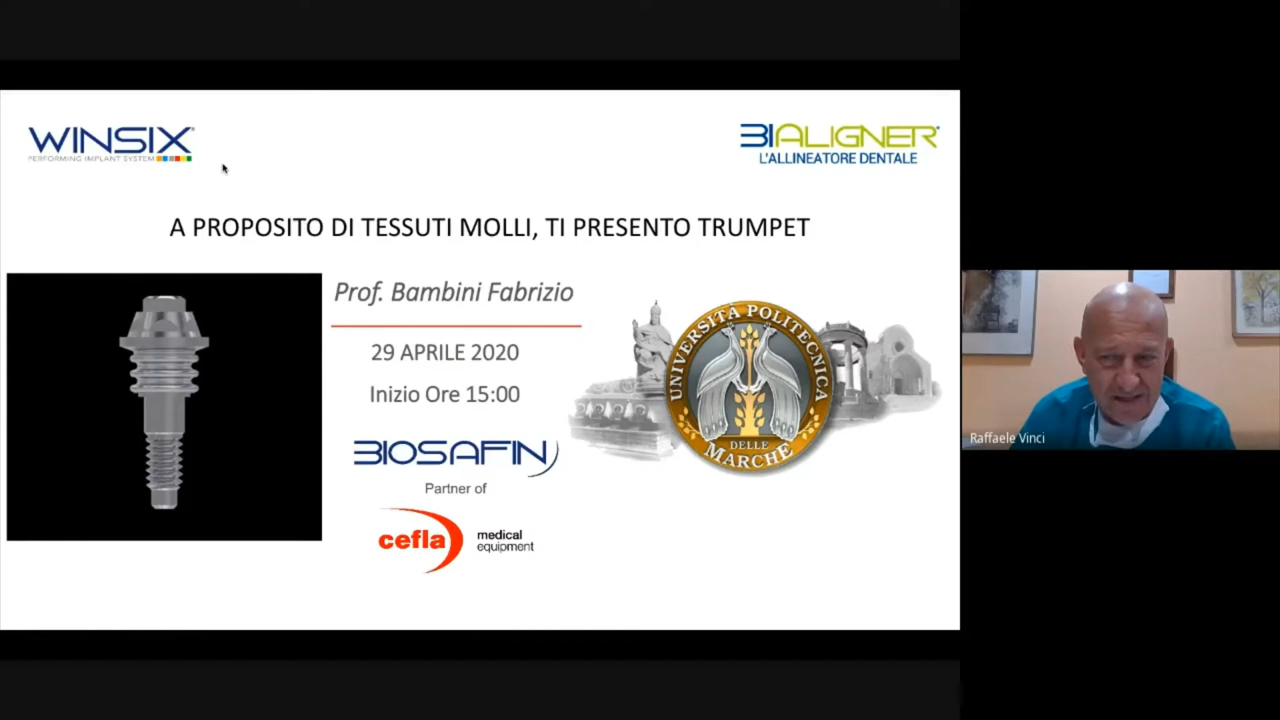 WINSIX
PERFORMING IMPLANT SYSTEM
BIALIGNER
L'ALLINEATORE DENTALE
A PROPOSITO DI TESSUTI MOLLI, TI PRESENTO TRUMPET
Prof. Bambini Fabrizio
29 APRILE 2020
Inizio Ore 15:00
BIOSAFIN
Partner of
cefla medical
equipment
UNIVERSITÀ POLITECNICA
DELLE
MARCHE
Raffaele Vinci